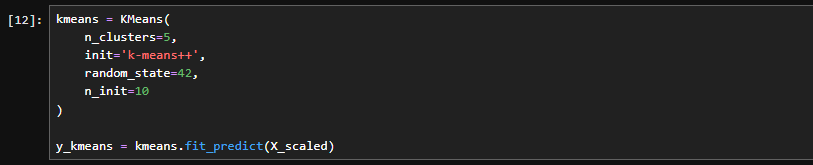 [12]: kmeans = KMeans(
    n_clusters=5,
    init='k-means++',
    random_state=42,
    n_init=10
)
y_kmeans = kmeans.fit_predict(X_scaled)